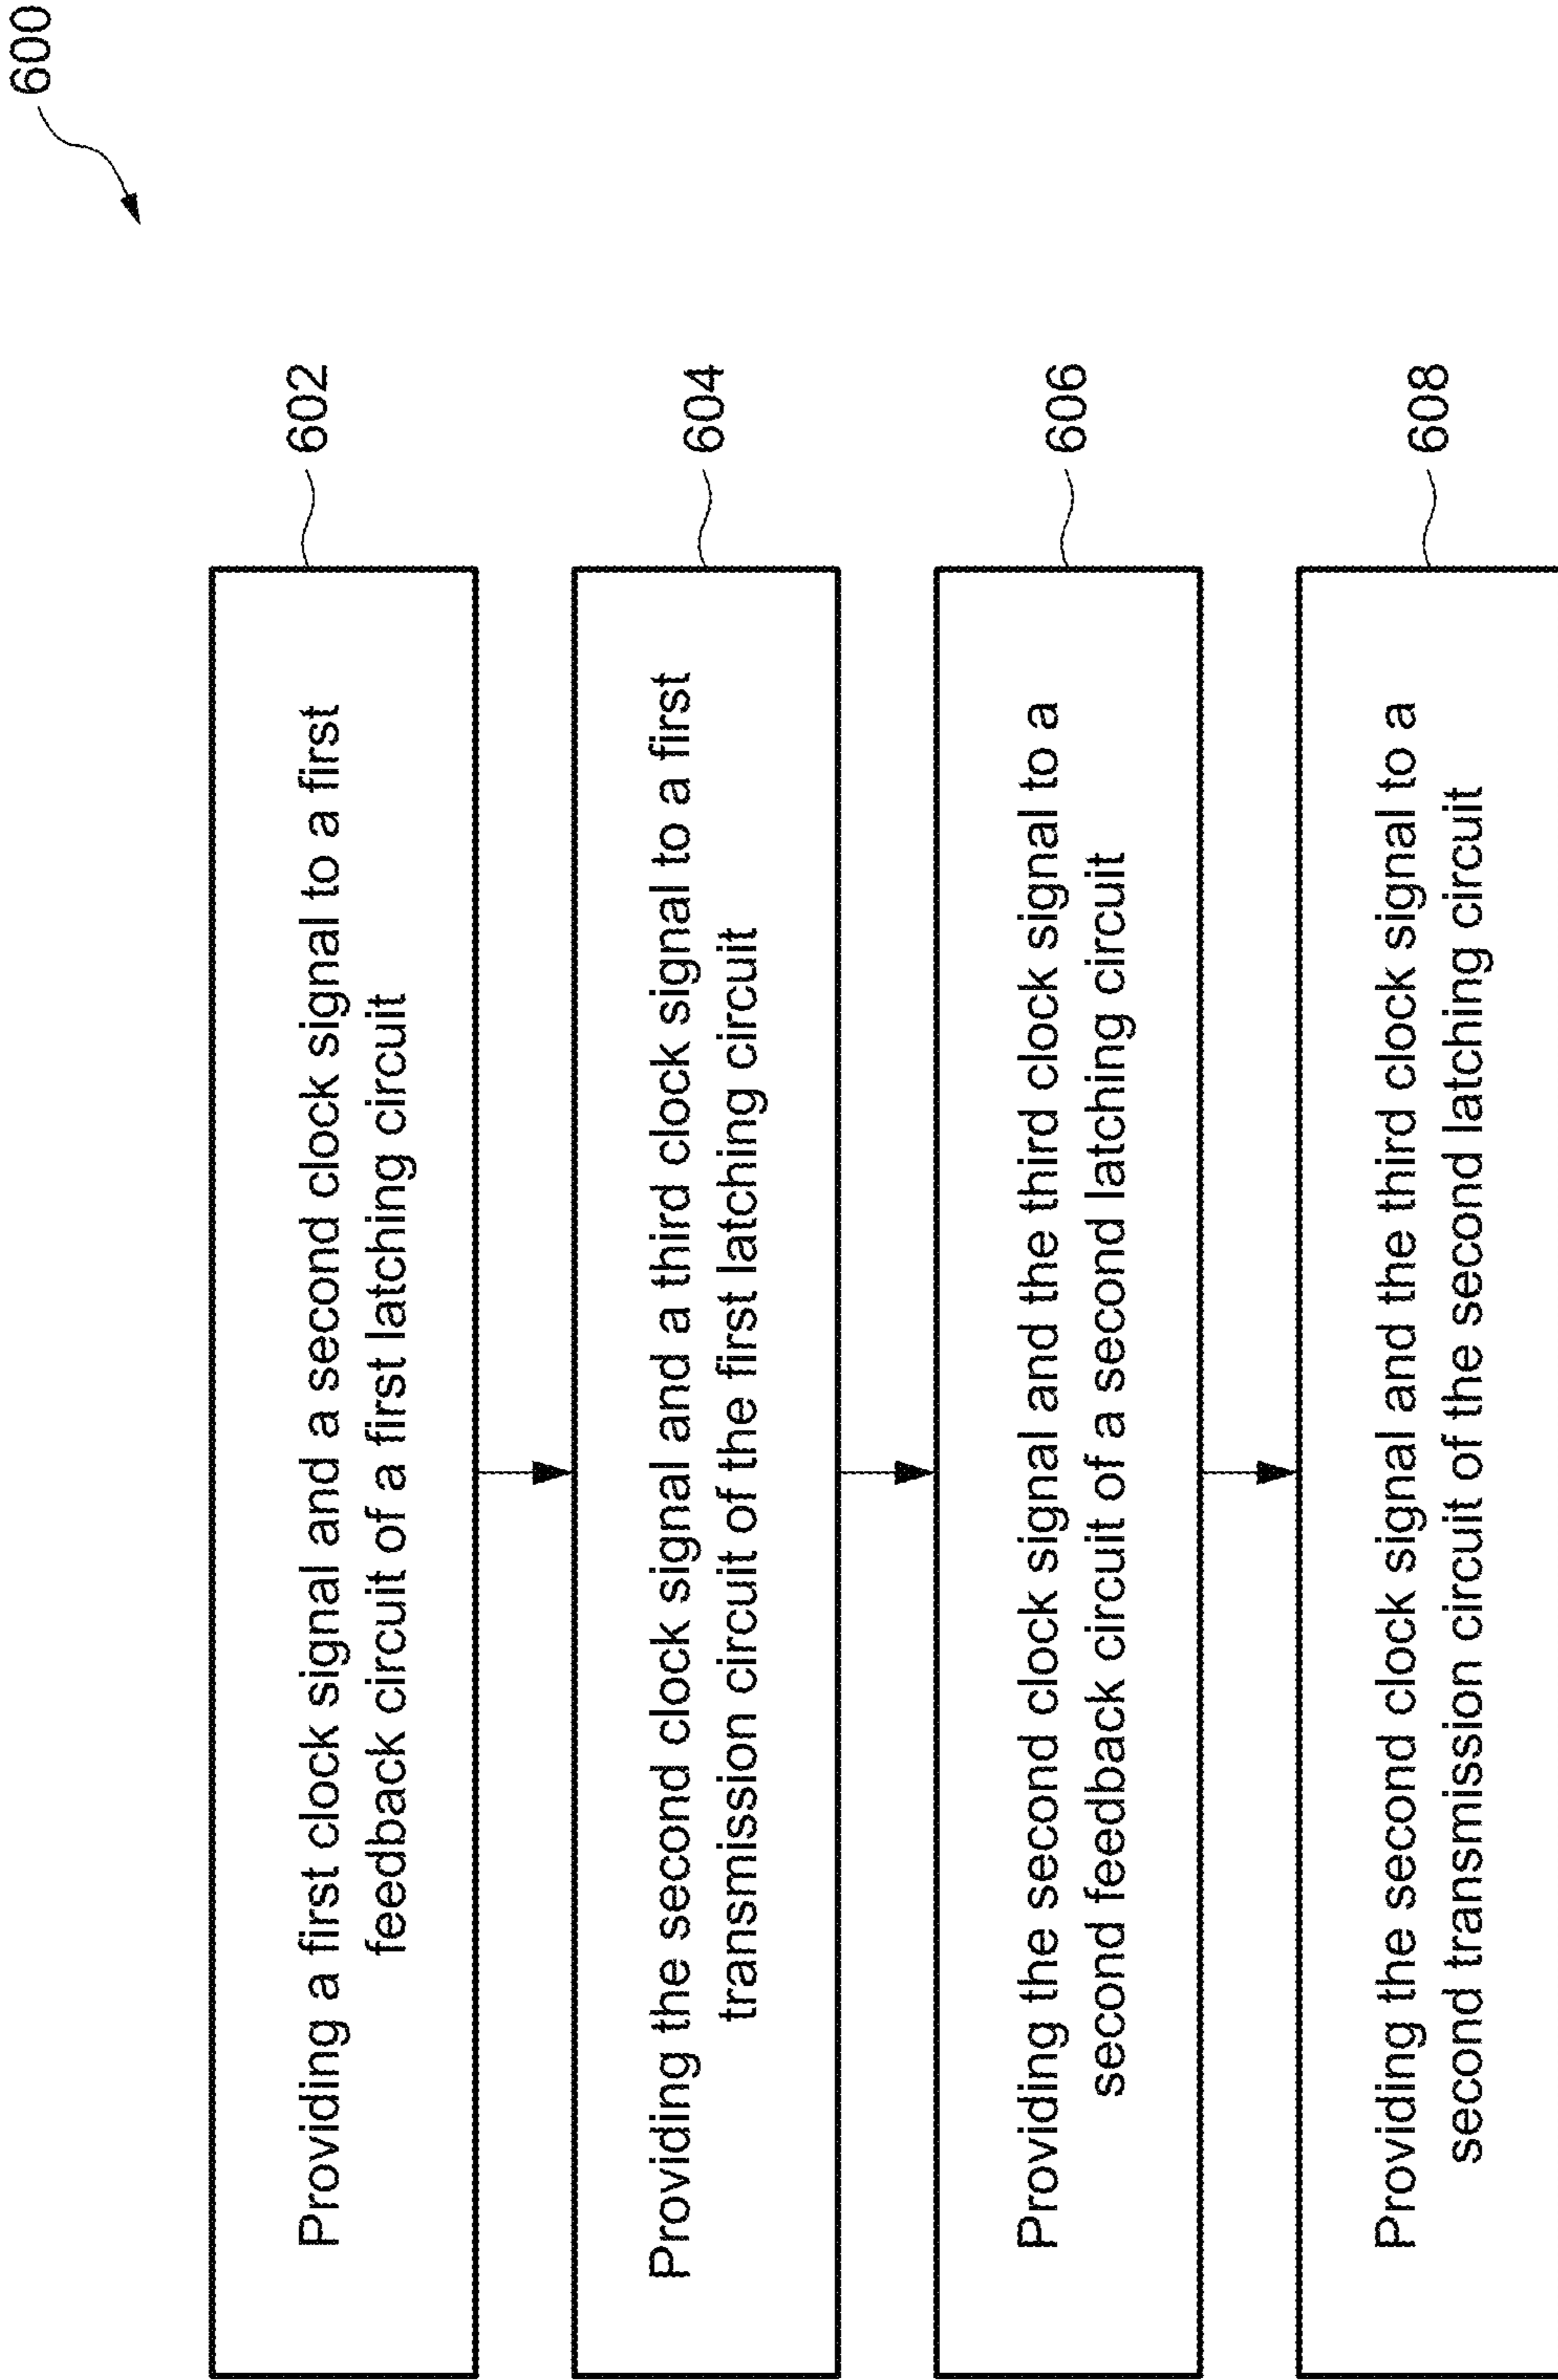 600
602
Providing a first clock signal and a second clock signal to a first
feedback circuit of a first latching circuit
604
Providing the second clock signal and a third clock signal to a first
transmission circuit of the first latching circuit
606
Providing the second clock signal and the third clock signal to a
second feedback circuit of a second latching circuit
608
Providing the second clock signal and the third clock signal to a
second transmission circuit of the second latching circuit